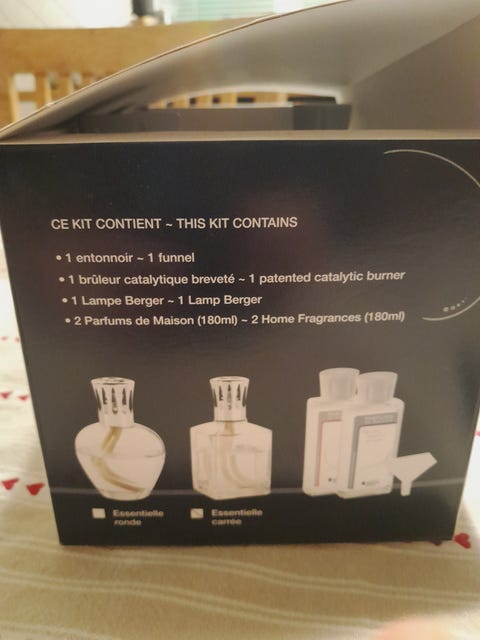 CE KIT CONTIENT ~ THIS KIT CONTAINS
• 1 entonnoir ~ 1 funnel
• 1 brûleur catalytique breveté ~ 1 patented catalytic burner
• 1 Lampe Berger ~ 1 Lamp Berger
• 2 Parfums de Maison (180ml) ~ 2 Home Fragrances (180ml)
Essentielle
ronde
Essentielle
carrée